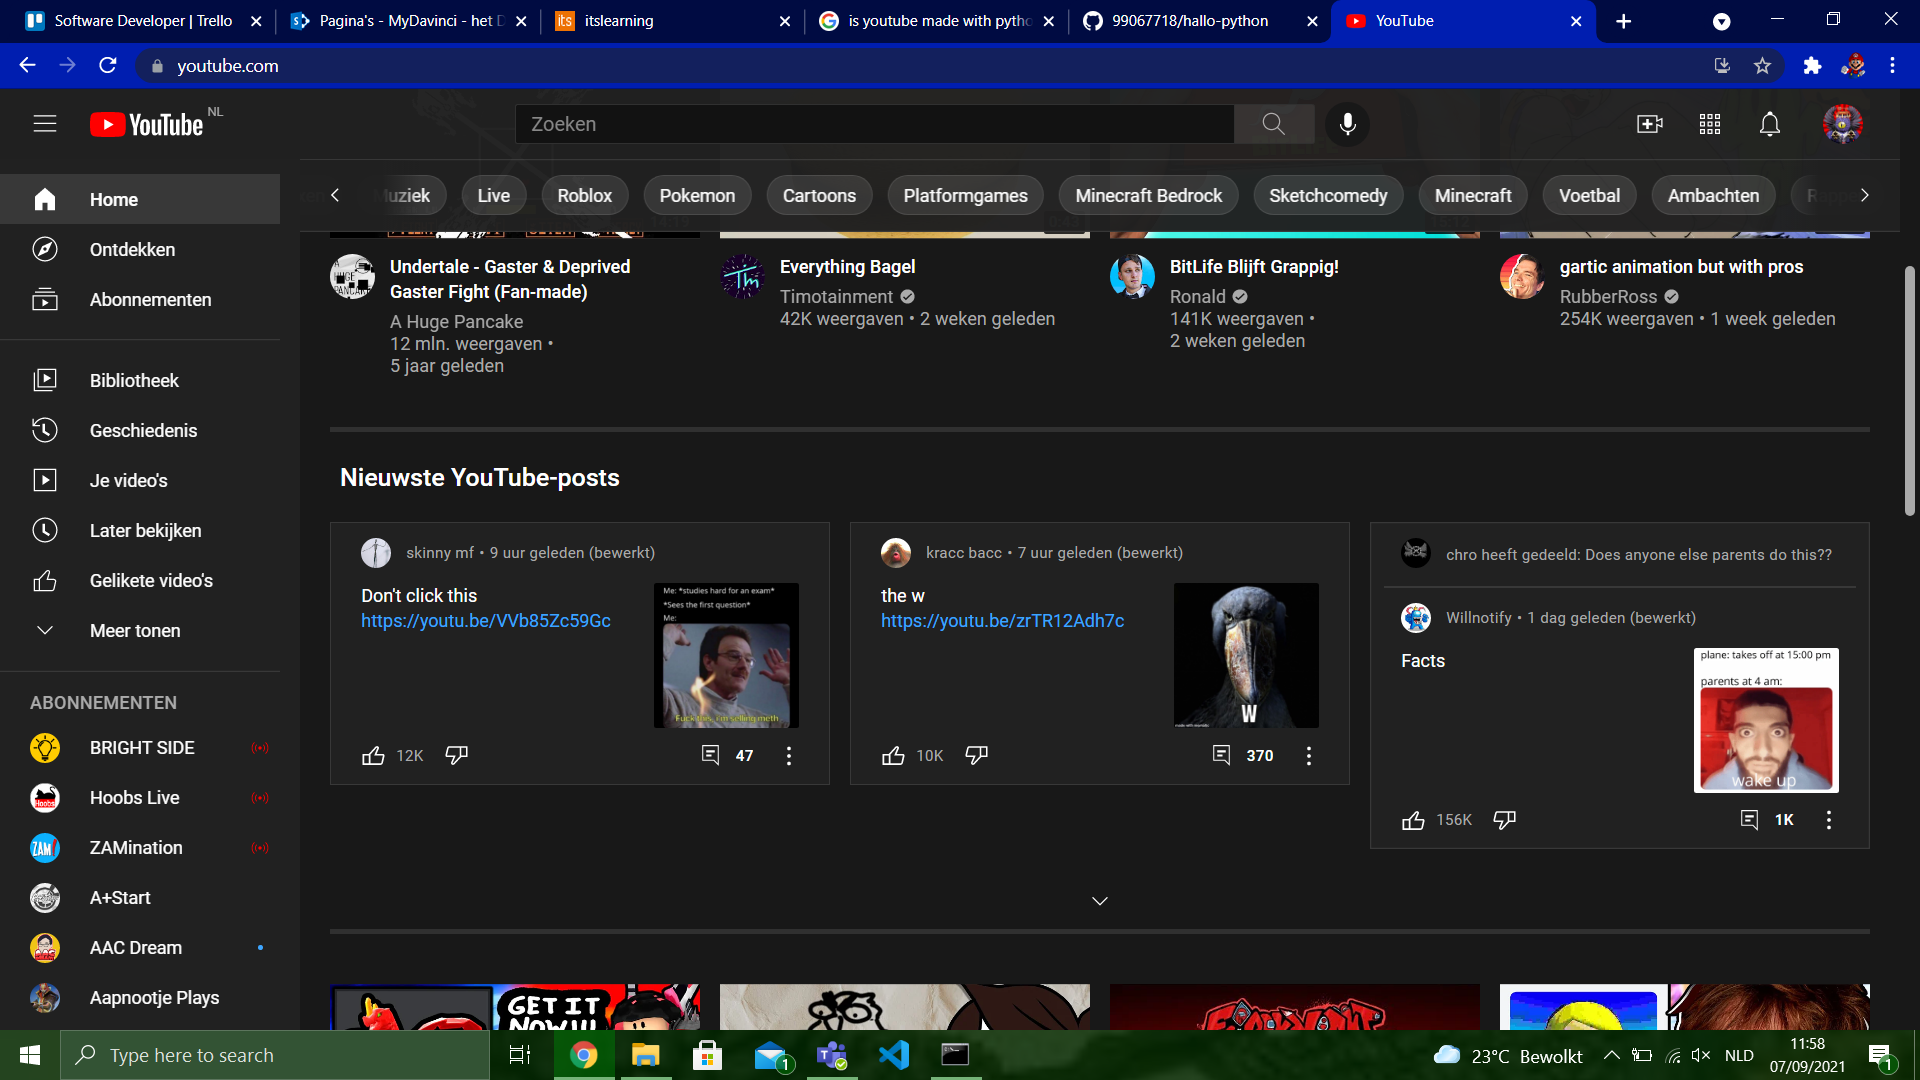 Software Developer | Trello
Pagina's - MyDavinci - het D
itslearning
is youtube made with pytho
99067718/hallo-python
YouTube
youtube.com
YouTube NL
Zoeken
Home
Ontdekken
Abonnementen
Bibliotheek
Geschiedenis
Je video's
Later bekijken
Gelikete video's
Meer tonen
ABONNEMENTEN
BRIGHT SIDE
Hoobs Live
ZAMination
A+Start
AAC Dream
Aapnootje Plays
Muziek
Live
Roblox
Pokemon
Cartoons
Platformgames
Minecraft Bedrock
Sketchcomedy
Minecraft
Voetbal
Ambachten
Undertale - Gaster & Deprived
Gaster Fight (Fan-made)
A Huge Pancake
12 mln. weergaven •
5 jaar geleden
Everything Bagel
Timotainment
42K weergaven • 2 weken geleden
BitLife Blijft Grappig!
Ronald
141K weergaven •
2 weken geleden
gartic animation but with pros
RubberRoss
254K weergaven • 1 week geleden
Nieuwste YouTube-posts
skinny mf • 9 uur geleden (bewerkt)
Don't click this
https://youtu.be/VVb85Zc59Gc
Me: *studies hard for an exam*
*Sees the first question*
Me:
Fuck this, i'm selling meth
12K
47
kracc bacc • 7 uur geleden (bewerkt)
the w
https://youtu.be/zrTR12Adh7c
W
10K
370
chro heeft gedeeld: Does anyone else parents do this??
Willnotify • 1 dag geleden (bewerkt)
Facts
plane: takes off at 15:00 pm
parents at 4 am:
wake up
156K
1K
GET IT
NOW!!!
Type here to search
1
23°C Bewolkt
NLD
11:58
07/09/2021
1